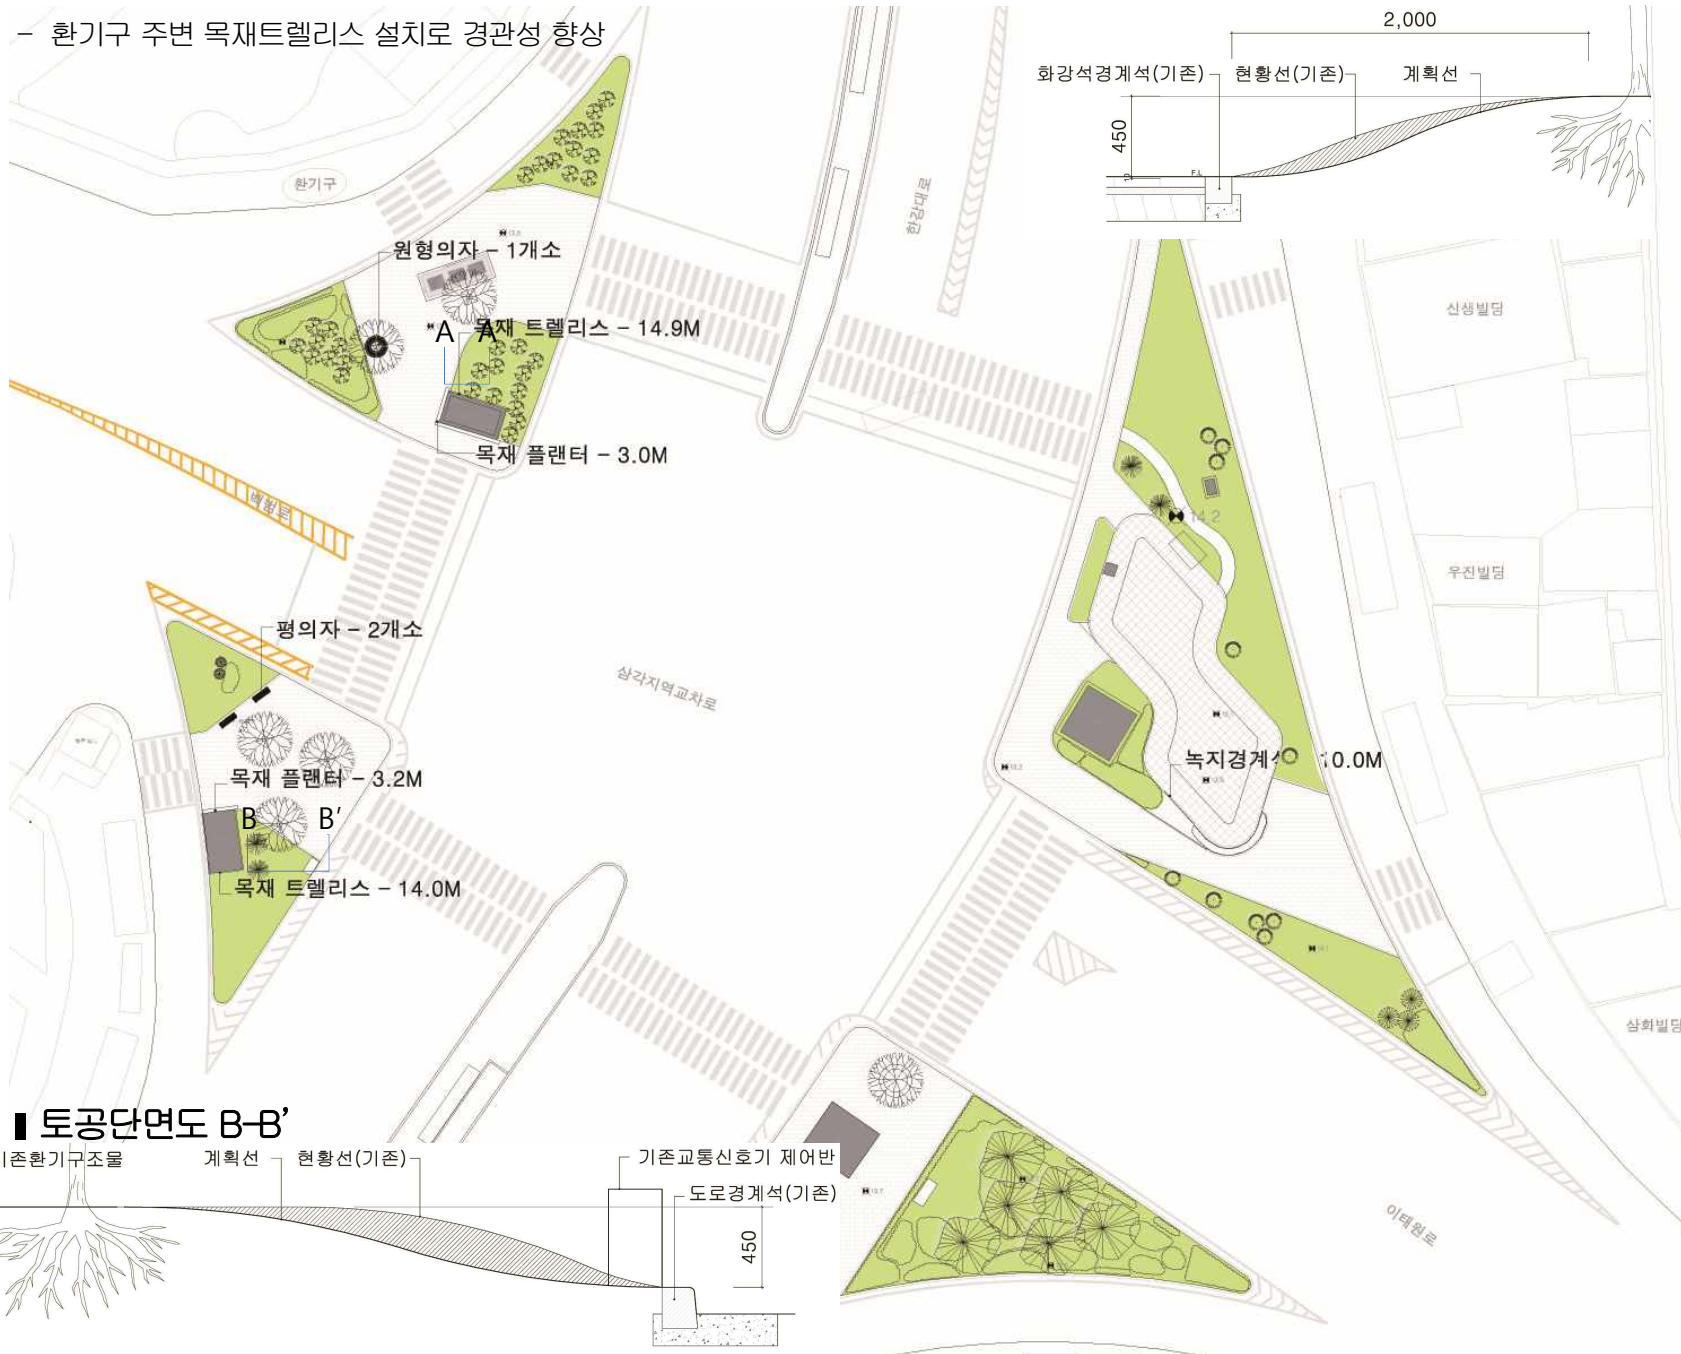 - 환기구 주변 목재트렐리스 설치로 경관성 향상
2,000
화강석경계석(기존)
현황선(기존)
계획선
450
F.L
환기구
한강대로
원형의자 - 1개소
신생빌딩
A
A
목재 트렐리스 - 14.9M
목재 플랜터 - 3.0M
백범로
14.2
우진빌딩
평의자 - 2개소
삼각지역교차로
녹지경계석
10.0M
목재 플랜터 - 3.2M
B
B'
목재 트렐리스 - 14.0M
삼화빌딩
토공단면도 B-B'
기존환기구조물
계획선
현황선(기존)
기존교통신호기 제어반
도로경계석(기존)
450
이태원로